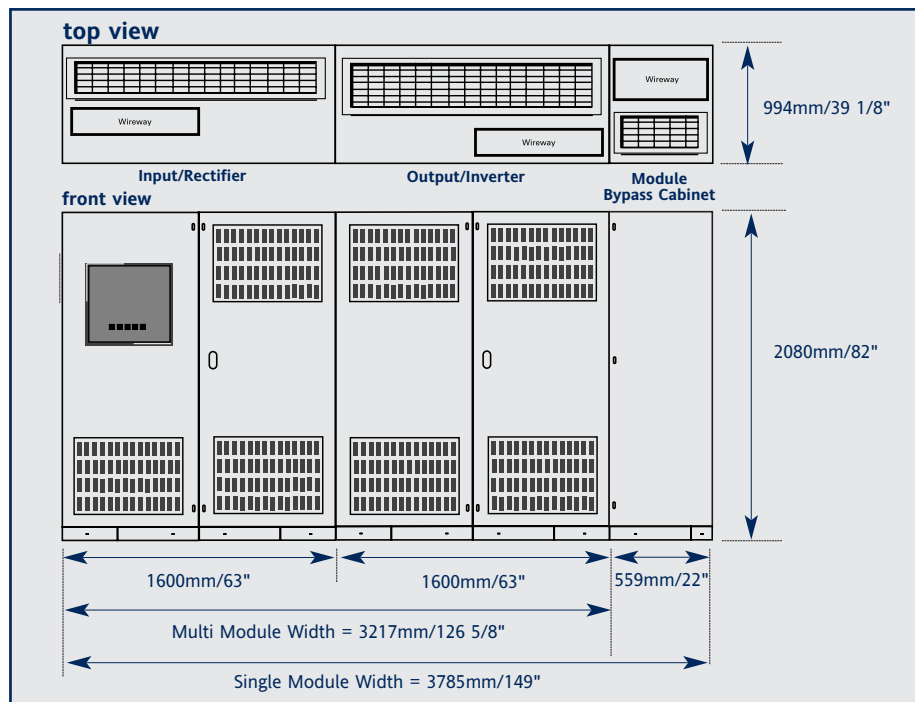 top view
Wireway
Wireway
Wireway
994mm/39 1/8"
Input/Rectifier
Output/Inverter
Module
Bypass Cabinet
front view
2080mm/82"
1600mm/63"
1600mm/63"
559mm/22"
Multi Module Width = 3217mm/126 5/8"
Single Module Width = 3785mm/149"